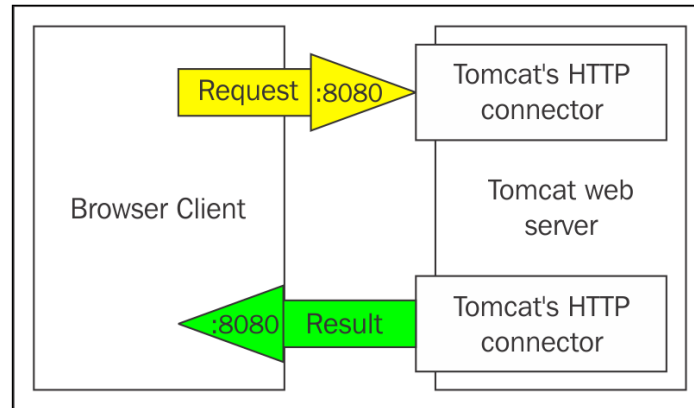 Request :8080
Tomcat's HTTP
connector
Browser Client
Tomcat web
server
:8080 Result
Tomcat's HTTP
connector